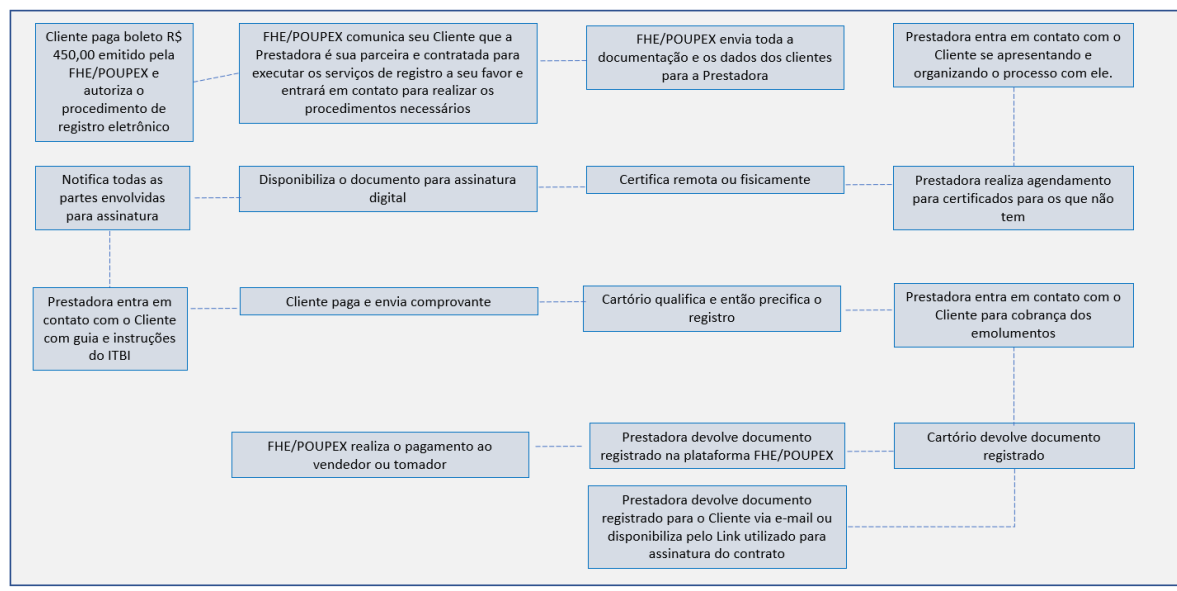 Cliente paga boleto R$
450,00 emitido pela
FHE/POUPEX e
autoriza o
procedimento de
registro eletrônico
FHE/POUPEX comunica seu Cliente que a
Prestadora é sua parceira e contratada para
executar os serviços de registro a seu favor e
entrará em contato para realizar os
procedimentos necessários
FHE/POUPEX envia toda a
documentação e os dados dos clientes
para a Prestadora
Prestadora entra em contato com o
Cliente se apresentando e
organizando o processo com ele.
Prestadora realiza agendamento
para certificados para os que não
tem
Certifica remota ou fisicamente
Disponibiliza o documento para assinatura
digital
Notifica todas as
partes envolvidas
para assinatura
Prestadora entra em
contato com o Cliente
com guia e instruções
do ITBI
Cliente paga e envia comprovante
Cartório qualifica e então precifica o
registro
Prestadora entra em contato com o
Cliente para cobrança dos
emolumentos
Cartório devolve documento
registrado
Prestadora devolve documento
registrado na plataforma FHE/POUPEX
FHE/POUPEX realiza o pagamento ao
vendedor ou tomador
Prestadora devolve documento
registrado para o Cliente via e-mail ou
disponibiliza pelo Link utilizado para
assinatura do contrato